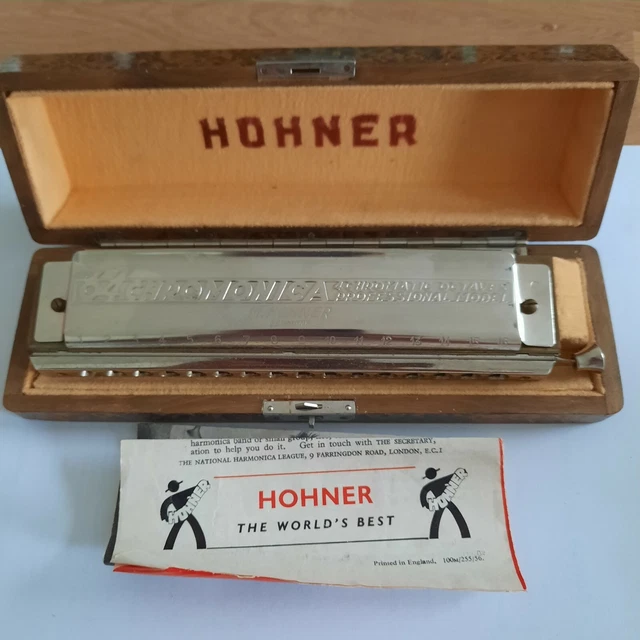 HOHNER
64 CHROMONICA
4 CHROMATIC OCTAVES
PROFESSIONAL MODEL
M. HOHNER
harmonica band or small group,
ation to help you do it. Get in touch with THE SECRETARY,
THE NATIONAL HARMONICA LEAGUE, 9 FARRINGDON ROAD, LONDON, E.C.1
HOHNER
THE WORLD'S BEST
HOHNER
HOHNER
Printed in England.